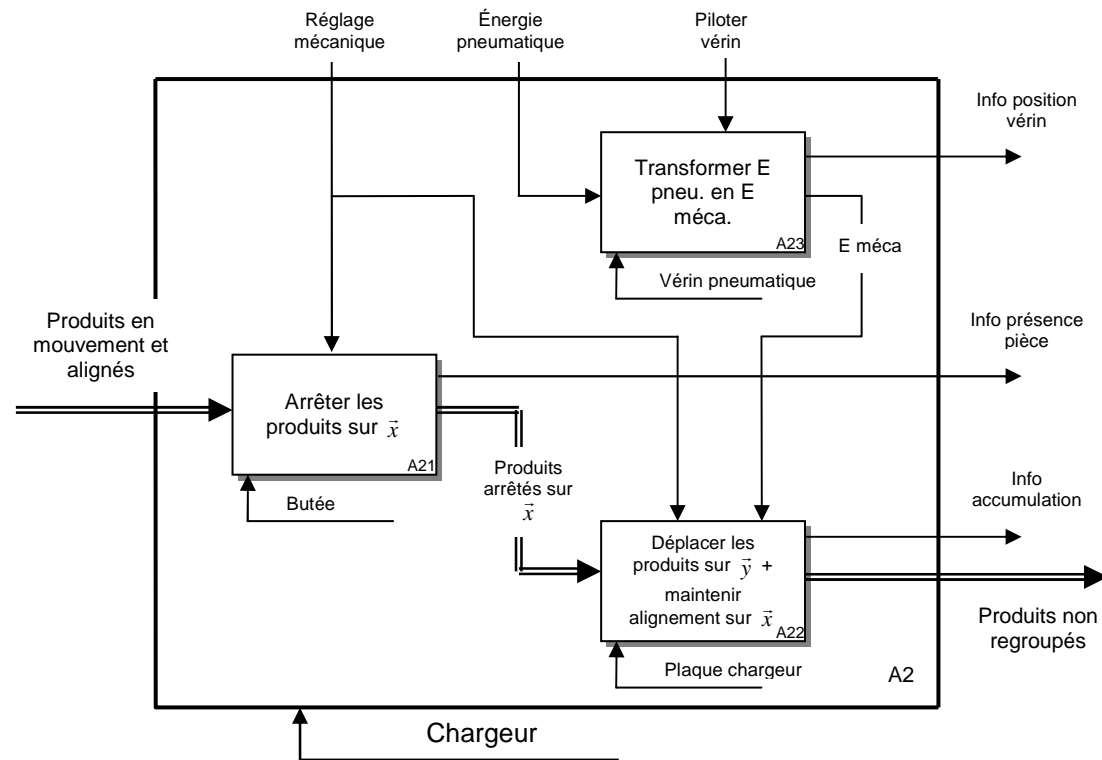 Réglage
mécanique
Énergie
pneumatique
Piloter
vérin
Info position
vérin
Transformer E
pneu. en E
méca.
A23
E méca
Vérin pneumatique
Produits en
mouvement et
alignés
Info présence
pièce
Arrêter les
produits sur x⃗
A21
Butée
Produits
arrêtés sur
x⃗
Info
accumulation
Déplacer les
produits sur y⃗ +
maintenir
alignement sur x⃗
A22
Plaque chargeur
Produits non
regroupés
A2
Chargeur